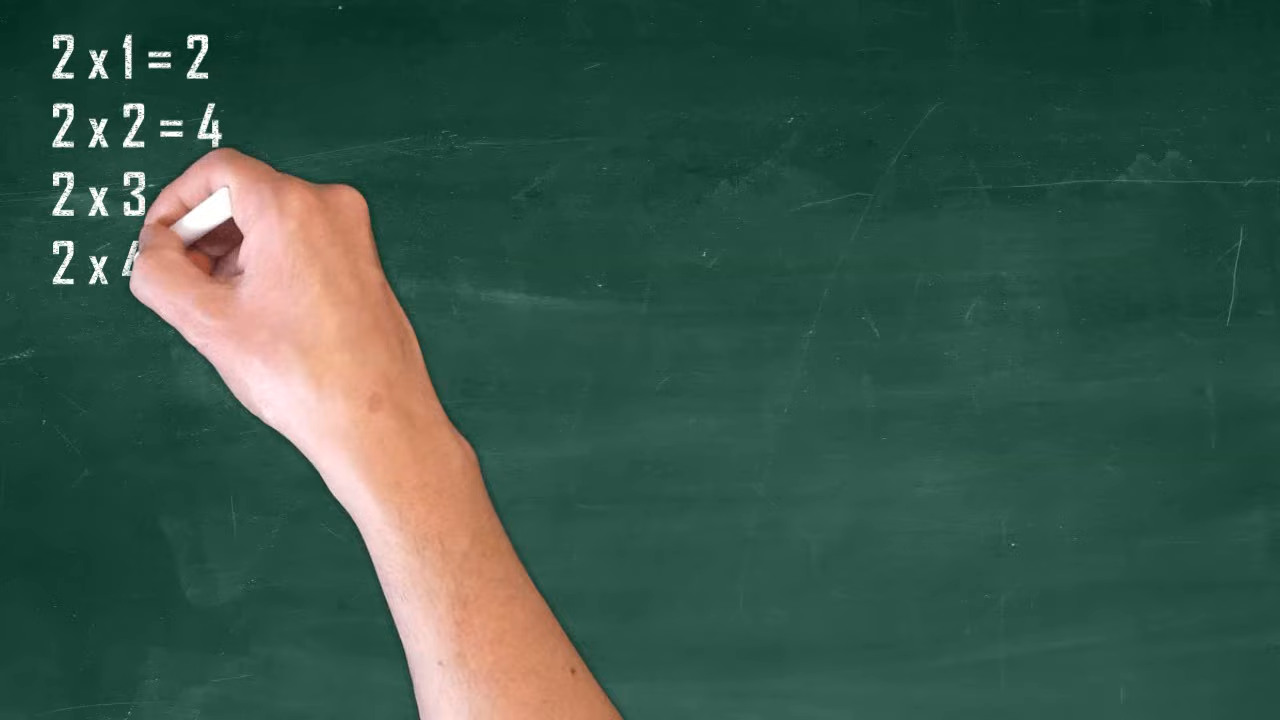 2 x 1 = 2
2 x 2 = 4
2 x 3
2 x